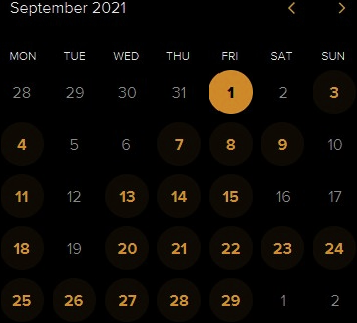 September 2021
MON TUE WED THU FRI SAT SUN
28 29 30 31 1 2 3
4 5 6 7 8 9 10
11 12 13 14 15 16 17
18 19 20 21 22 23 24
25 26 27 28 29 1 2